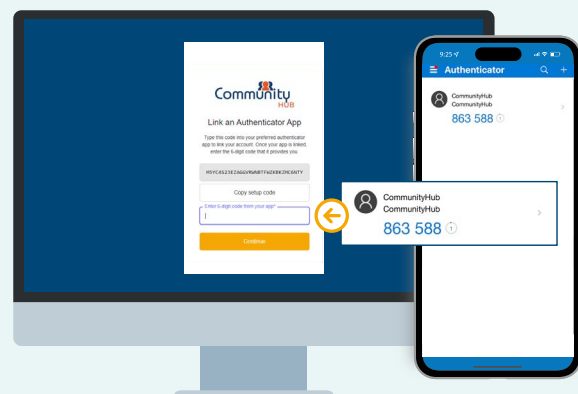 Community
HUB
Link an Authenticator App
Type this code into your preferred authenticator
app to link your account. Once your app is linked,
enter the 6-digit code that it provides you.
Copy setup code
Enter 6-digit code from your app*
Continue
9:25
Authenticator
CommunityHub
CommunityHub
863 588
CommunityHub
CommunityHub
863 588